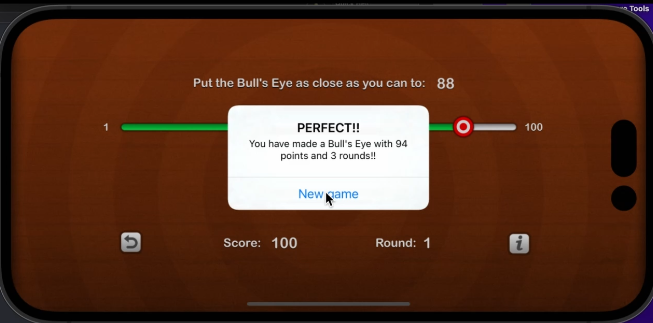 Tools
Put the Bull's Eye as close as you can to: 88
1 100
PERFECT!!
You have made a Bull's Eye with 94
points and 3 rounds!!
New game
Score: 100 Round: 1
i